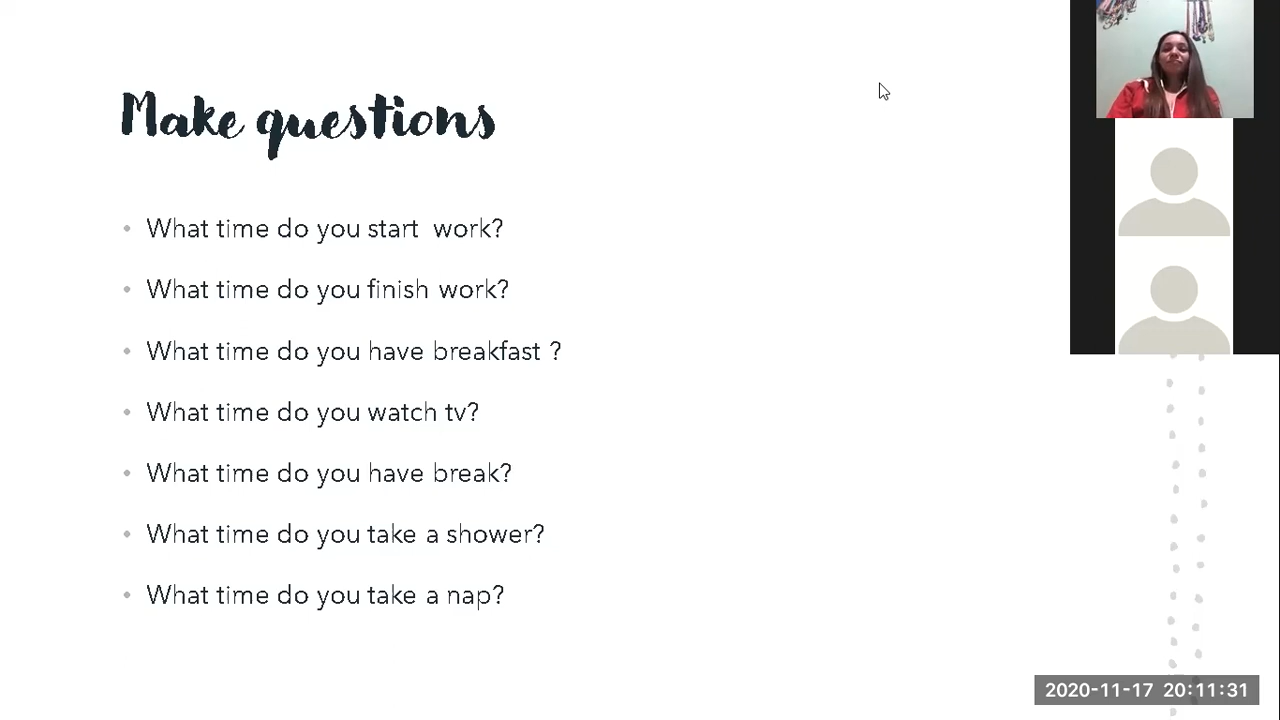 Make questions
• What time do you start  work?
• What time do you finish work?
• What time do you have breakfast ?
• What time do you watch tv?
• What time do you have break?
• What time do you take a shower?
• What time do you take a nap?
2020-11-17 20:11:31